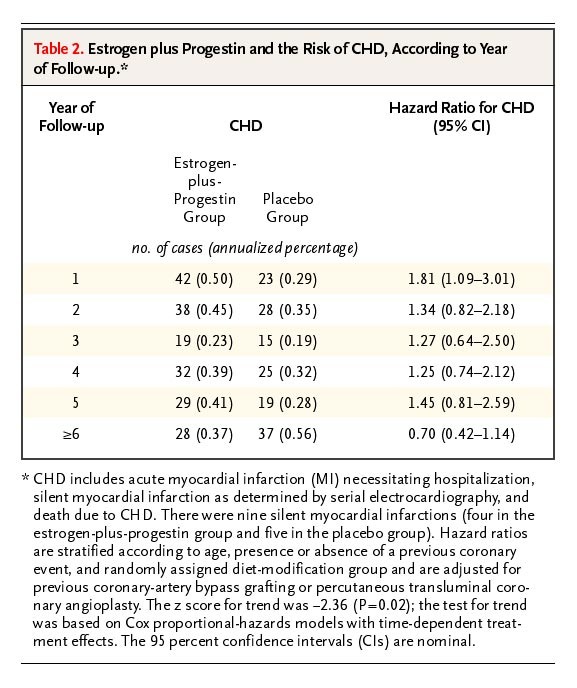 Table 2. Estrogen plus Progestin and the Risk of CHD, According to Year
of Follow-up.*
Year of
Follow-up
CHD
Hazard Ratio for CHD
(95% CI)
Estrogen-
plus-
Progestin
Group
Placebo
Group
no. of cases (annualized percentage)
1 42 (0.50) 23 (0.29) 1.81 (1.09–3.01)
2 38 (0.45) 28 (0.35) 1.34 (0.82–2.18)
3 19 (0.23) 15 (0.19) 1.27 (0.64–2.50)
4 32 (0.39) 25 (0.32) 1.25 (0.74–2.12)
5 29 (0.41) 19 (0.28) 1.45 (0.81–2.59)
≥6 28 (0.37) 37 (0.56) 0.70 (0.42–1.14)
* CHD includes acute myocardial infarction (MI) necessitating hospitalization,
silent myocardial infarction as determined by serial electrocardiography, and
death due to CHD. There were nine silent myocardial infarctions (four in the
estrogen-plus-progestin group and five in the placebo group). Hazard ratios
are stratified according to age, presence or absence of a previous coronary
event, and randomly assigned diet-modification group and are adjusted for
previous coronary-artery bypass grafting or percutaneous transluminal coro-
nary angioplasty. The z score for trend was –2.36 (P=0.02); the test for trend
was based on Cox proportional-hazards models with time-dependent treat-
ment effects. The 95 percent confidence intervals (CIs) are nominal.